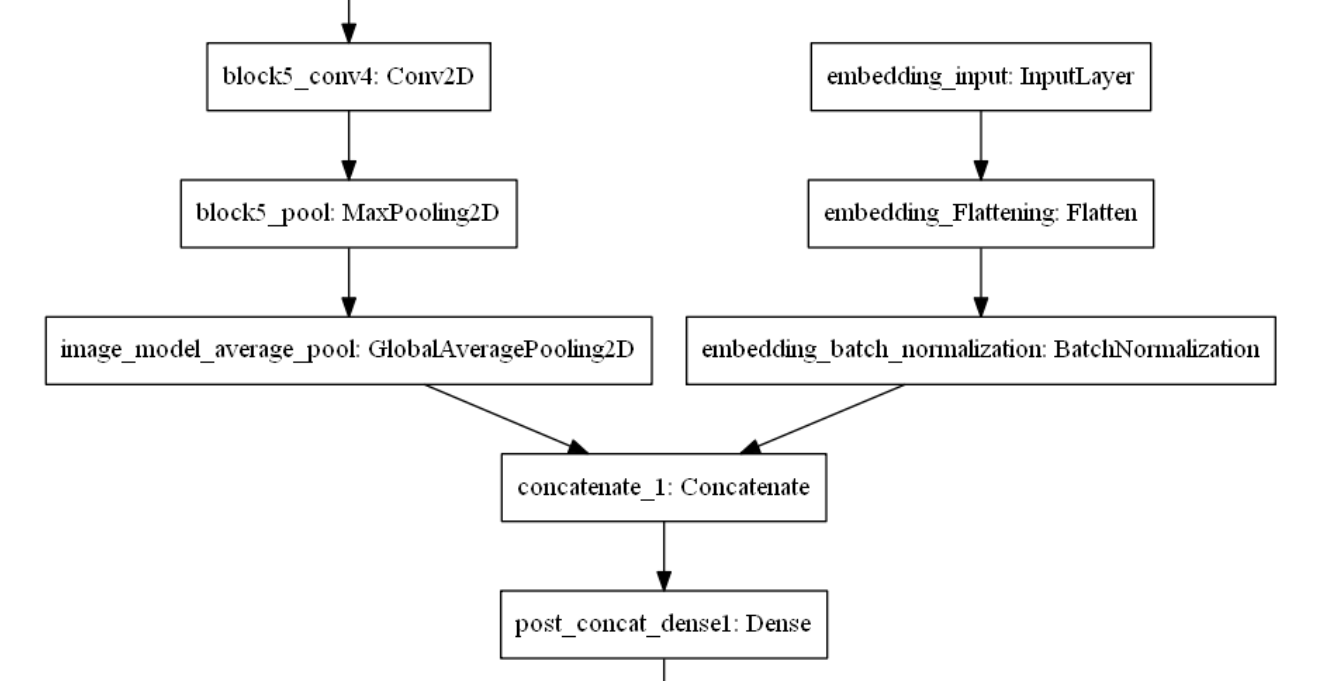 block5_conv4: Conv2D
embedding_input: InputLayer
block5_pool: MaxPooling2D
embedding_Flattening: Flatten
image_model_average_pool: GlobalAveragePooling2D
embedding_batch_normalization: BatchNormalization
concatenate_1: Concatenate
post_concat_dense1: Dense